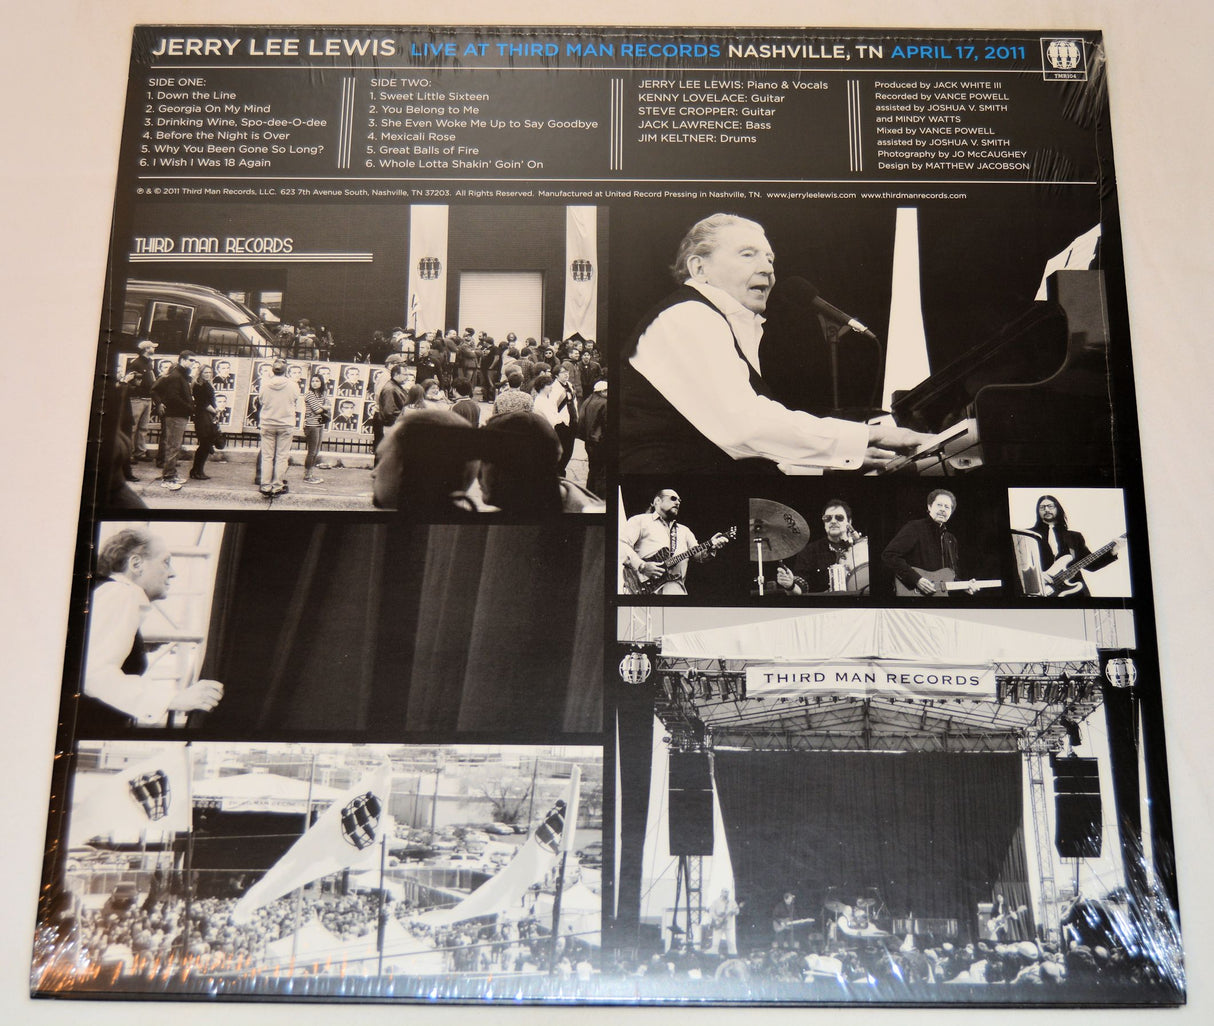 JERRY LEE LEWIS LIVE AT THIRD MAN RECORDS NASHVILLE, TN APRIL 17, 2011
TMR104
SIDE ONE:
1. Down the Line
2. Georgia On My Mind
3. Drinking Wine, Spo-dee-O-dee
4. Before the Night is Over
5. Why You Been Gone So Long?
6. I Wish I Was 18 Again
SIDE TWO:
1. Sweet Little Sixteen
2. You Belong to Me
3. She Even Woke Me Up to Say Goodbye
4. Mexicali Rose
5. Great Balls of Fire
6. Whole Lotta Shakin' Goin' On
JERRY LEE LEWIS: Piano & Vocals
KENNY LOVELACE: Guitar
STEVE CROPPER: Guitar
JACK LAWRENCE: Bass
JIM KELTNER: Drums
Produced by JACK WHITE III
Recorded by VANCE POWELL
assisted by JOSHUA V. SMITH
and MINDY WATTS
Mixed by VANCE POWELL
assisted by JOSHUA V. SMITH
Photography by JO McCAUGHEY
Design by MATTHEW JACOBSON
℗ & © 2011 Third Man Records, LLC. 623 7th Avenue South, Nashville, TN 37203. All Rights Reserved. Manufactured at United Record Pressing in Nashville, TN. www.jerryleelewis.com www.thirdmanrecords.com
THIRD MAN RECORDS
KILL
KILL
THIRD MAN RECORDS